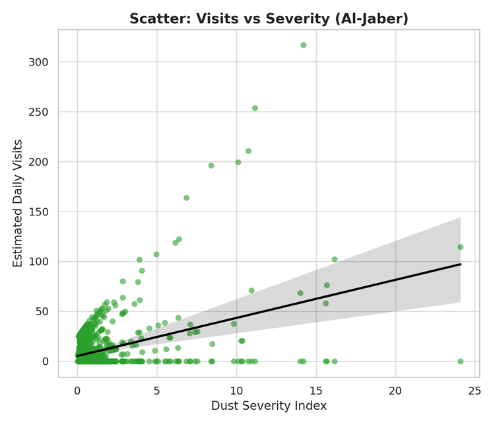 Scatter: Visits vs Severity (Al-Jaber)
Estimated Daily Visits
300
250
200
150
100
50
0
0 5 10 15 20 25
Dust Severity Index